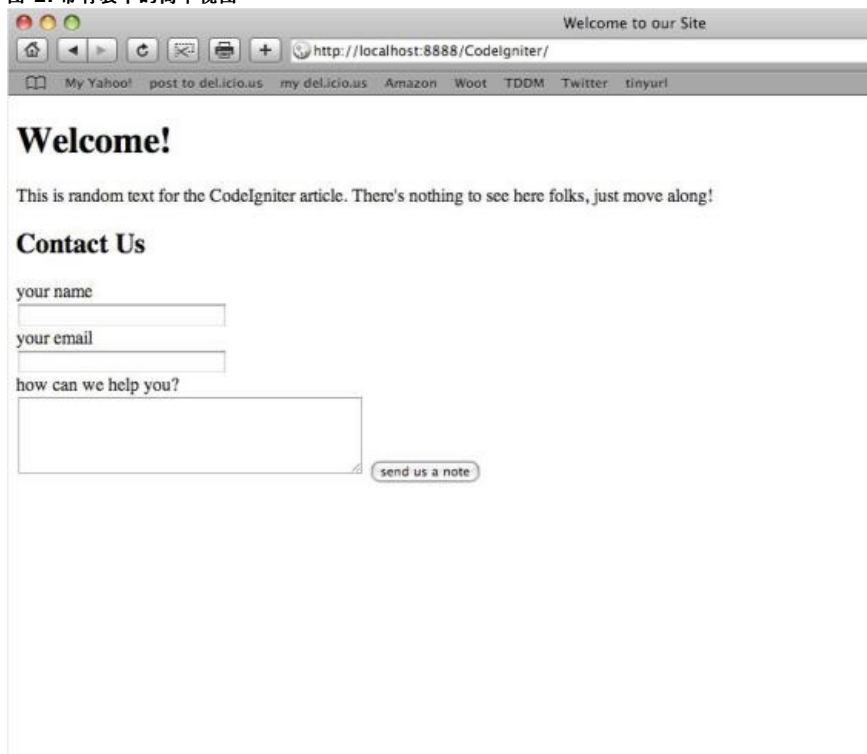 Welcome to our Site
http://localhost:8888/CodeIgniter/
My Yahoo! post to del.icio.us my del.icio.us Amazon Woot TDDM Twitter tinyurl
Welcome!
This is random text for the CodeIgniter article. There's nothing to see here folks, just move along!
Contact Us
your name
your email
how can we help you?
send us a note